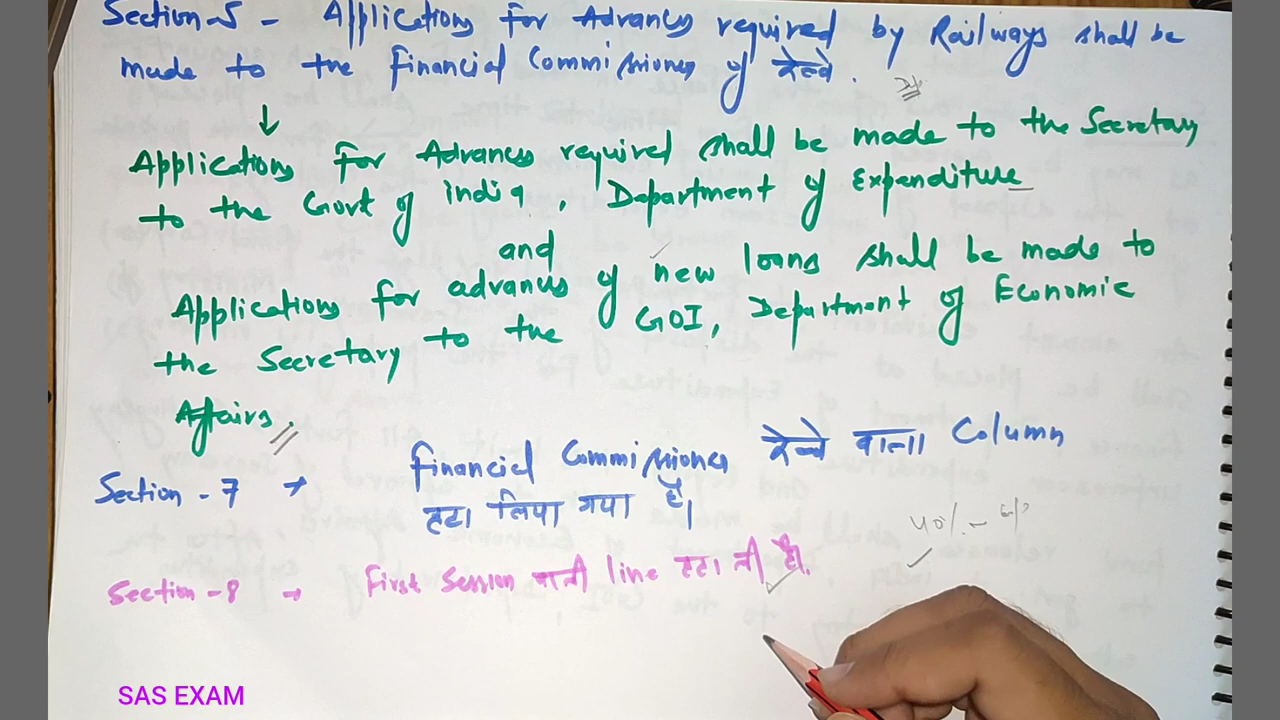 Section-5 - Applications for Advances required by Railways shall be
made to the Financial Commissioner of रेल्वे.
Applications for Advances required shall be made to the Secretary
to the Govt of india, Department of Expenditure
and
Applications for advances of new loans shall be made to
the Secretary to the GOI, Department of Economic
Affairs.
Section - 7 → Financial Commissioner रेल्वे वाला Column
हटा लिया गया है।
40% -
Section - 8 → First Session वाली line हटा ली है।
SAS EXAM